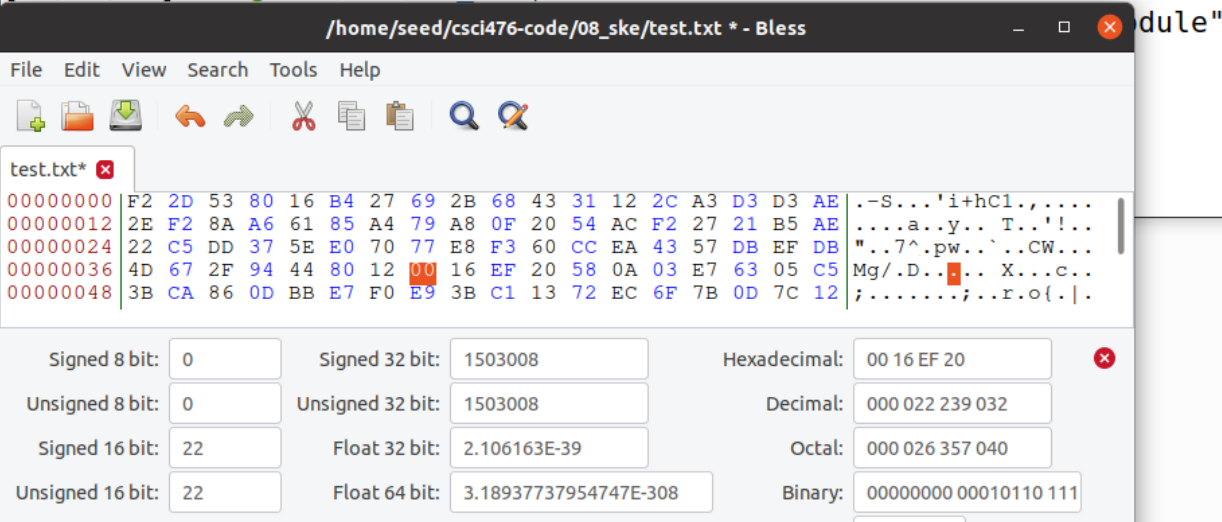 dule"
/home/seed/csci476-code/08_ske/test.txt * - Bless
File Edit View Search Tools Help
test.txt*
00000000 F2 2D 53 80 16 B4 27 69 2B 68 43 31 12 2C A3 D3 D3 AE .-S...'i+hC1.,....
00000012 2E F2 8A A6 61 85 A4 79 A8 0F 20 54 AC F2 27 21 B5 AE ....a..y.. T..'!..
00000024 22 C5 DD 37 5E E0 70 77 E8 F3 60 CC EA 43 57 DB EF DB "..7^.pw..`..CW...
00000036 4D 67 2F 94 44 80 12 00 16 EF 20 58 0A 03 E7 63 05 C5 Mg/.D..... X...c..
00000048 3B CA 86 0D BB E7 F0 E9 3B C1 13 72 EC 6F 7B 0D 7C 12 ;.......;..r.o{.|.
Signed 8 bit: 0 Signed 32 bit: 1503008 Hexadecimal: 00 16 EF 20
Unsigned 8 bit: 0 Unsigned 32 bit: 1503008 Decimal: 000 022 239 032
Signed 16 bit: 22 Float 32 bit: 2.106163E-39 Octal: 000 026 357 040
Unsigned 16 bit: 22 Float 64 bit: 3.18937737954747E-308 Binary: 00000000 00010110 111